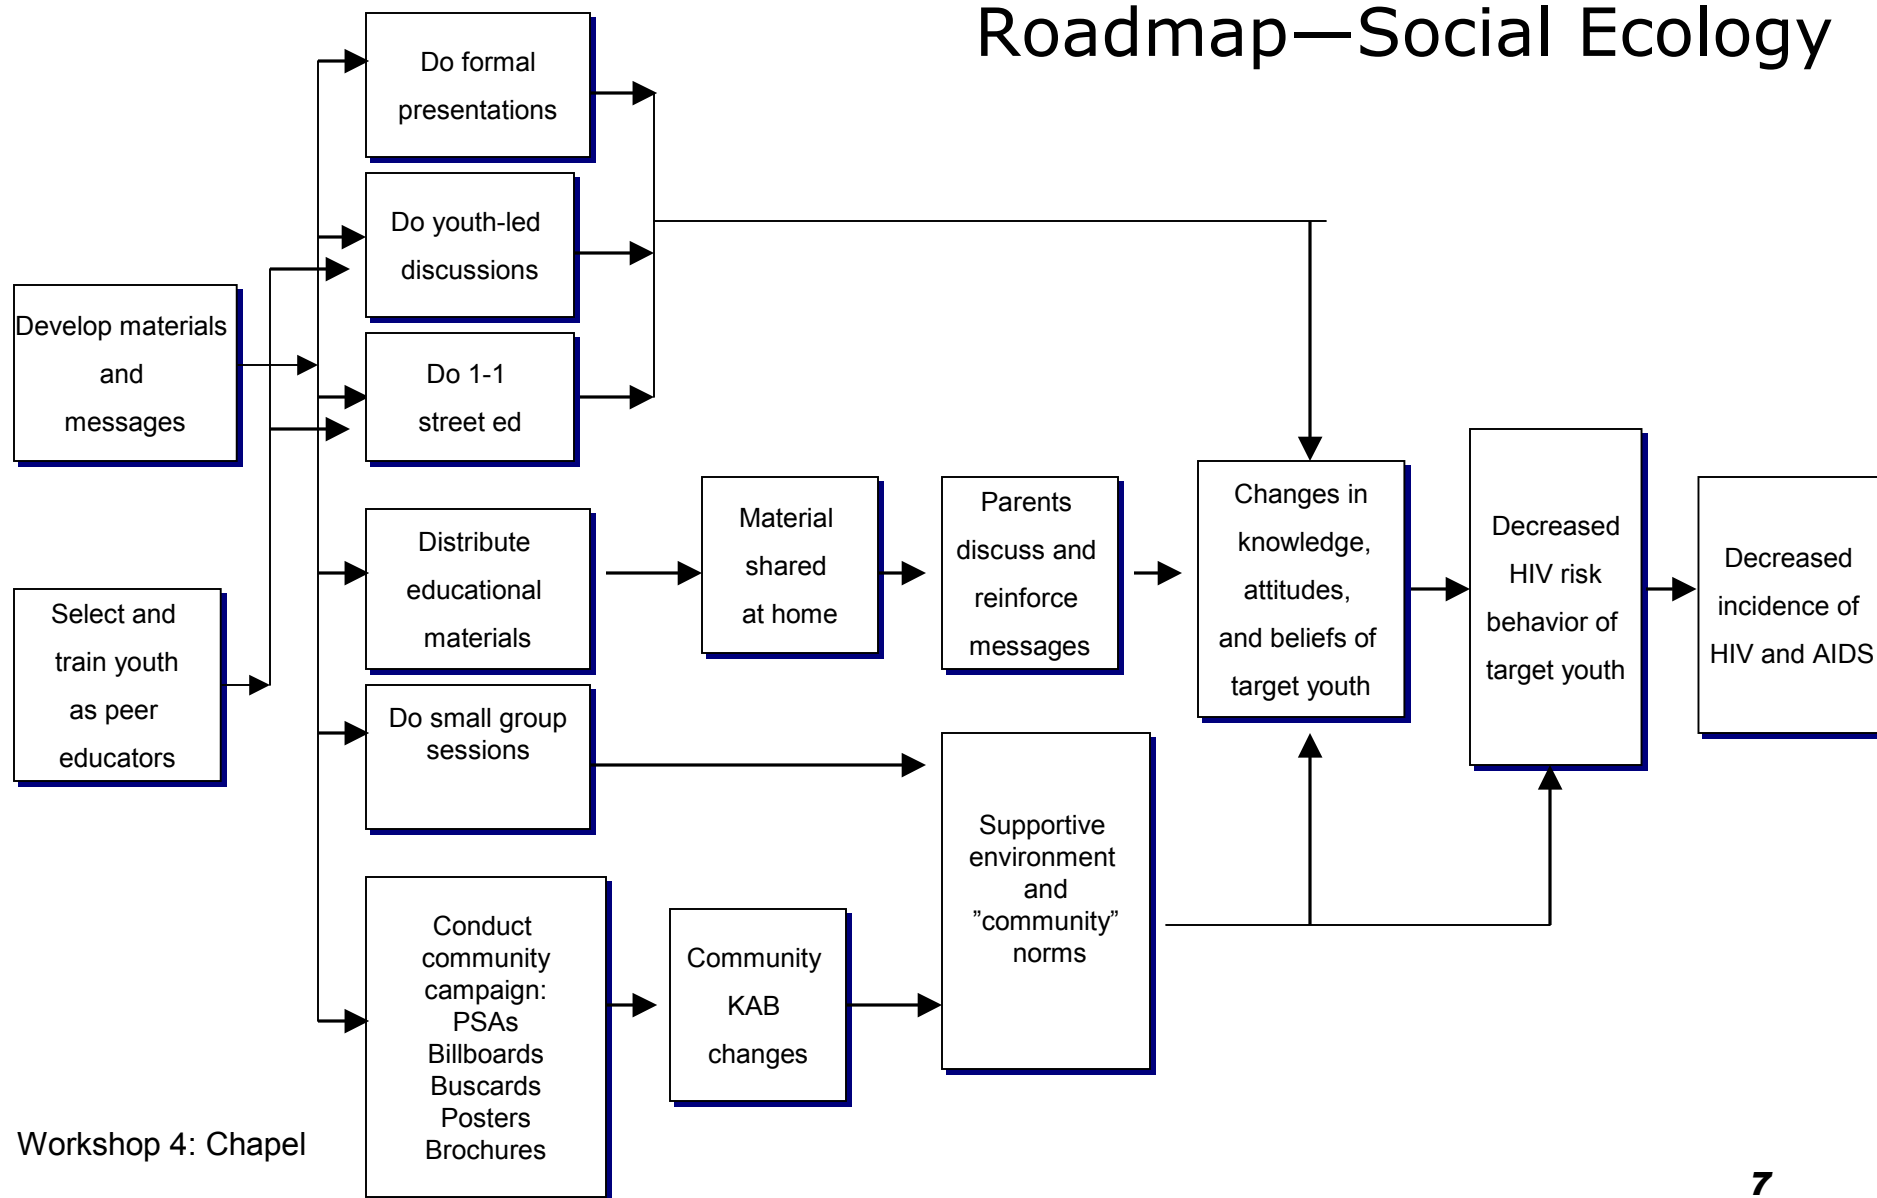 Roadmap—Social Ecology
Do formal
presentations
Do youth-led
discussions
Develop materials
and
messages
Do 1-1
street ed
Select and
train youth
as peer
educators
Distribute
educational
materials
Material
shared
at home
Parents
discuss and
reinforce
messages
Changes in
knowledge,
attitudes,
and beliefs of
target youth
Decreased
HIV risk
behavior of
target youth
Decreased
incidence of
HIV and AIDS
Do small group
sessions
Supportive
environment
and
”community”
norms
Conduct
community
campaign:
PSAs
Billboards
Buscards
Posters
Brochures
Community
KAB
changes
Workshop 4: Chapel
7